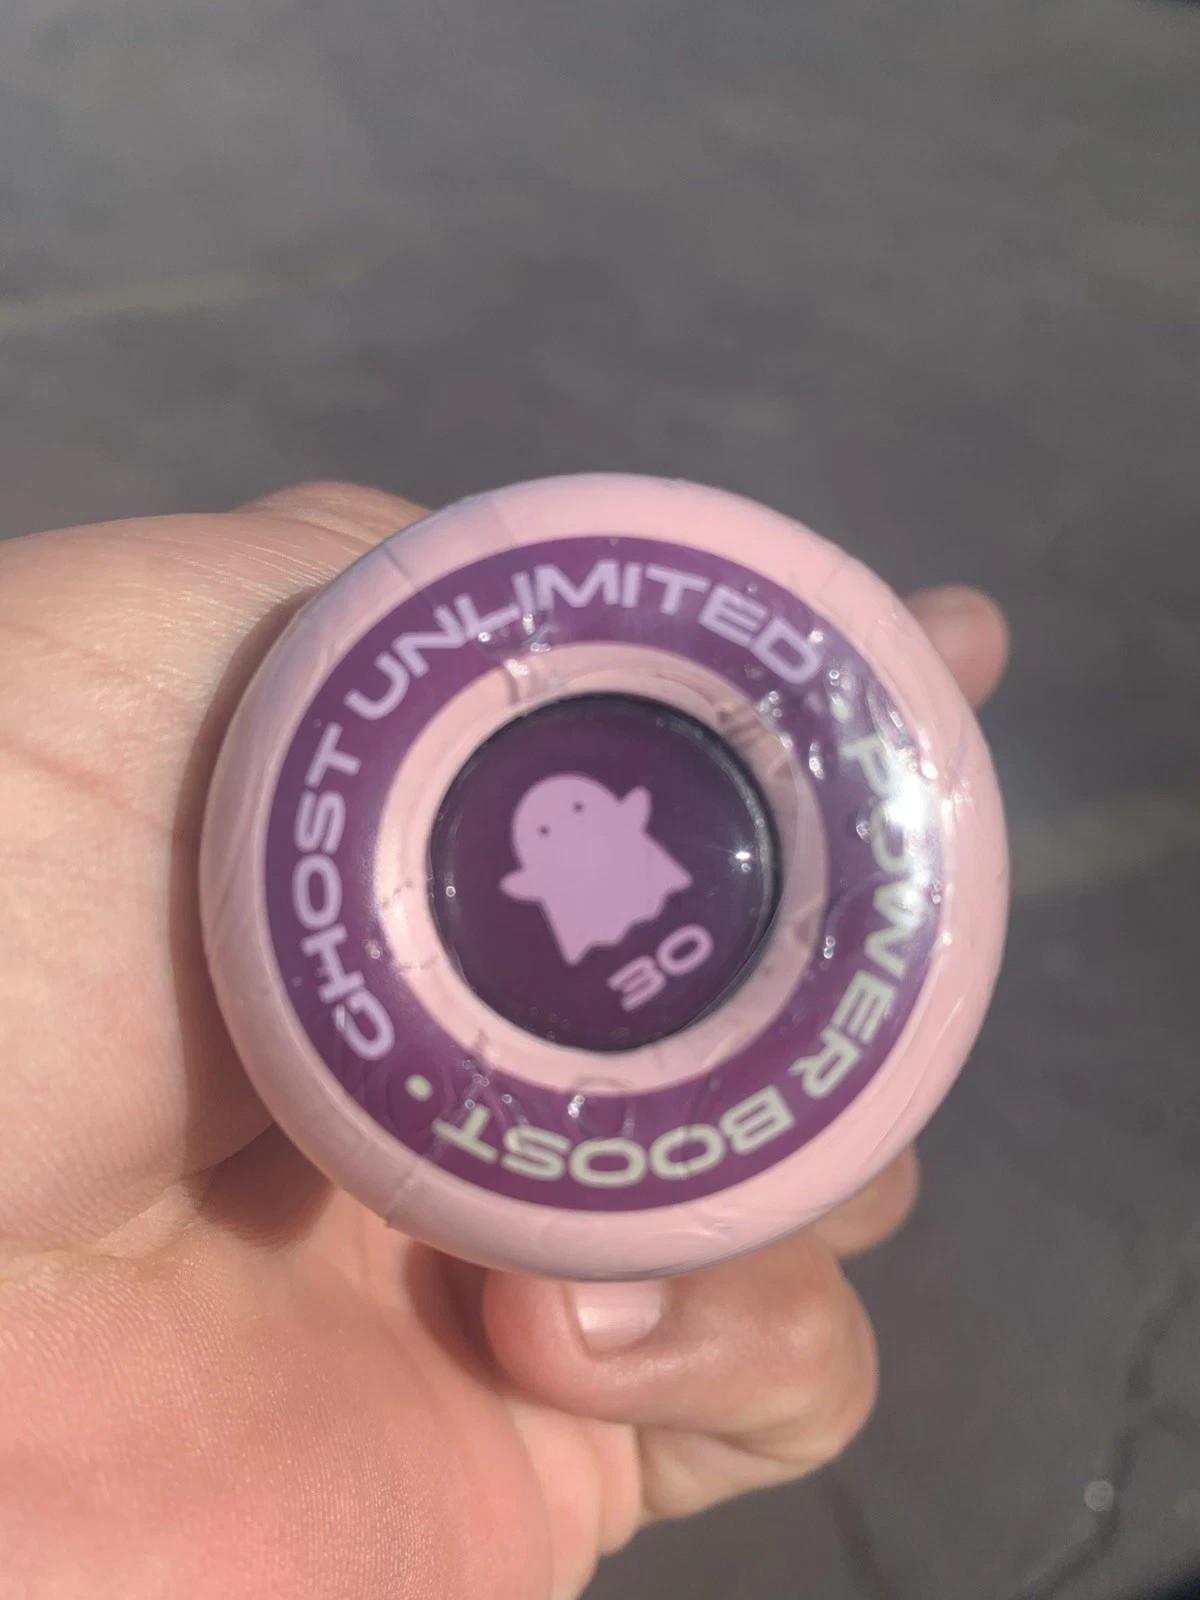 GHOST UNLIMITED • POWER BOOST •
30